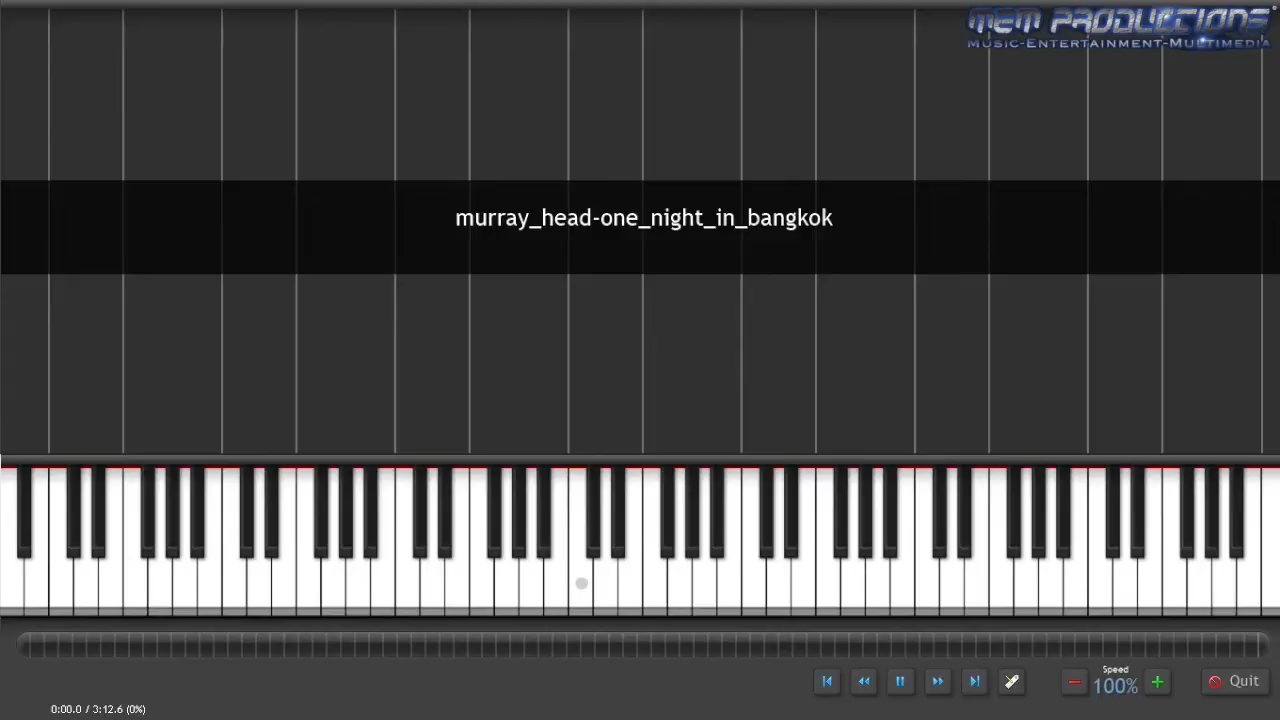 MEM PRODUCTIONS
MUSIC-ENTERTAINMENT-MULTIMEDIA
murray_head-one_night_in_bangkok
Speed
100%
Quit
0:00.0 / 3:12.6 (0%)